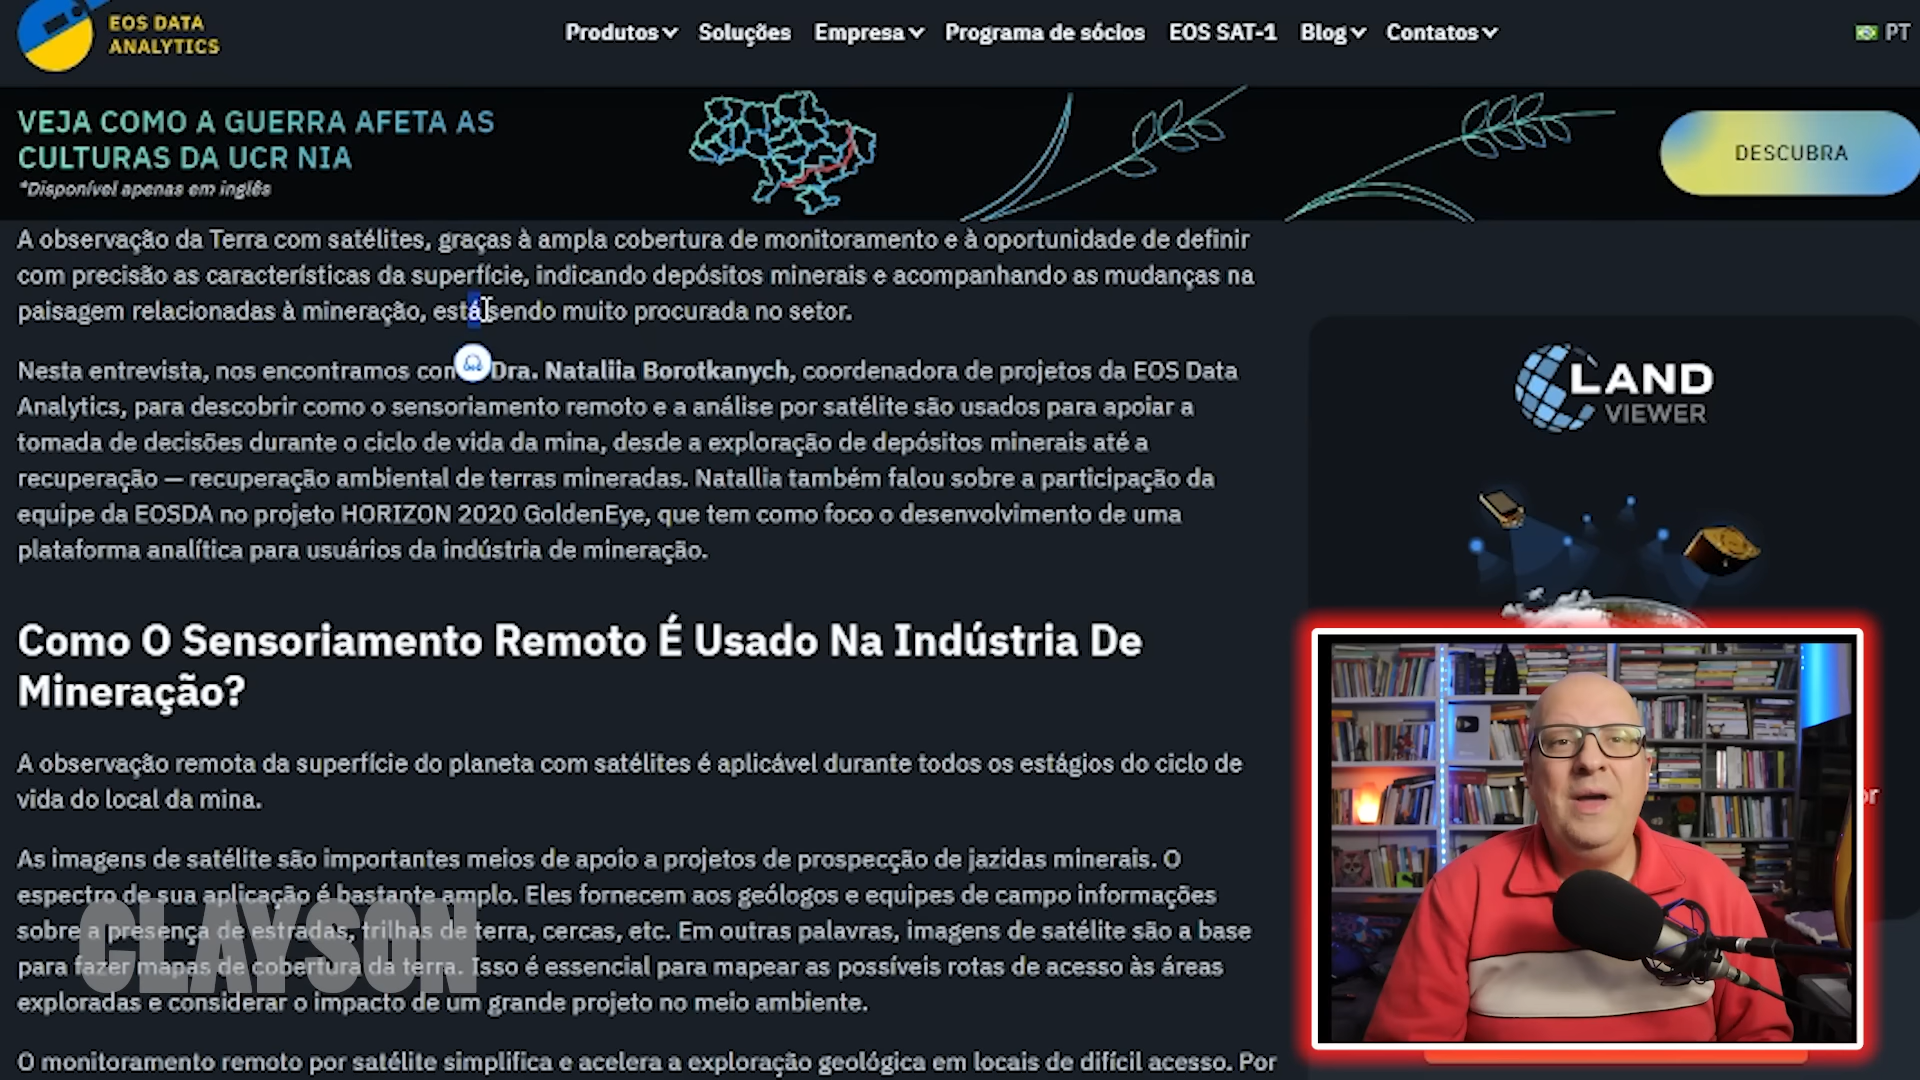 EOS DATA
ANALYTICS
Produtos
Soluções
Empresa
Programa de sócios
EOS SAT-1
Blog
Contatos
PT
VEJA COMO A GUERRA AFETA AS
CULTURAS DA UCR NIA
*Disponível apenas em inglês
DESCUBRA
A observação da Terra com satélites, graças à ampla cobertura de monitoramento e à oportunidade de definir
com precisão as características da superfície, indicando depósitos minerais e acompanhando as mudanças na
paisagem relacionadas à mineração, está sendo muito procurada no setor.
Nesta entrevista, nos encontramos com Dra. Nataliia Borotkanych, coordenadora de projetos da EOS Data
Analytics, para descobrir como o sensoriamento remoto e a análise por satélite são usados para apoiar a
tomada de decisões durante o ciclo de vida da mina, desde a exploração de depósitos minerais até a
recuperação — recuperação ambiental de terras mineradas. Natallia também falou sobre a participação da
equipe da EOSDA no projeto HORIZON 2020 GoldenEye, que tem como foco o desenvolvimento de uma
plataforma analítica para usuários da indústria de mineração.
Como O Sensoriamento Remoto É Usado Na Indústria De
Mineração?
A observação remota da superfície do planeta com satélites é aplicável durante todos os estágios do ciclo de
vida do local da mina.
As imagens de satélite são importantes meios de apoio a projetos de prospecção de jazidas minerais. O
espectro de sua aplicação é bastante amplo. Eles fornecem aos geólogos e equipes de campo informações
sobre a presença de estradas, trilhas de terra, cercas, etc. Em outras palavras, imagens de satélite são a base
para fazer mapas de cobertura da terra. Isso é essencial para mapear as possíveis rotas de acesso às áreas
exploradas e considerar o impacto de um grande projeto no meio ambiente.
O monitoramento remoto por satélite simplifica e acelera a exploração geológica em locais de difícil acesso. Por
CLAYSON
LAND
VIEWER
or